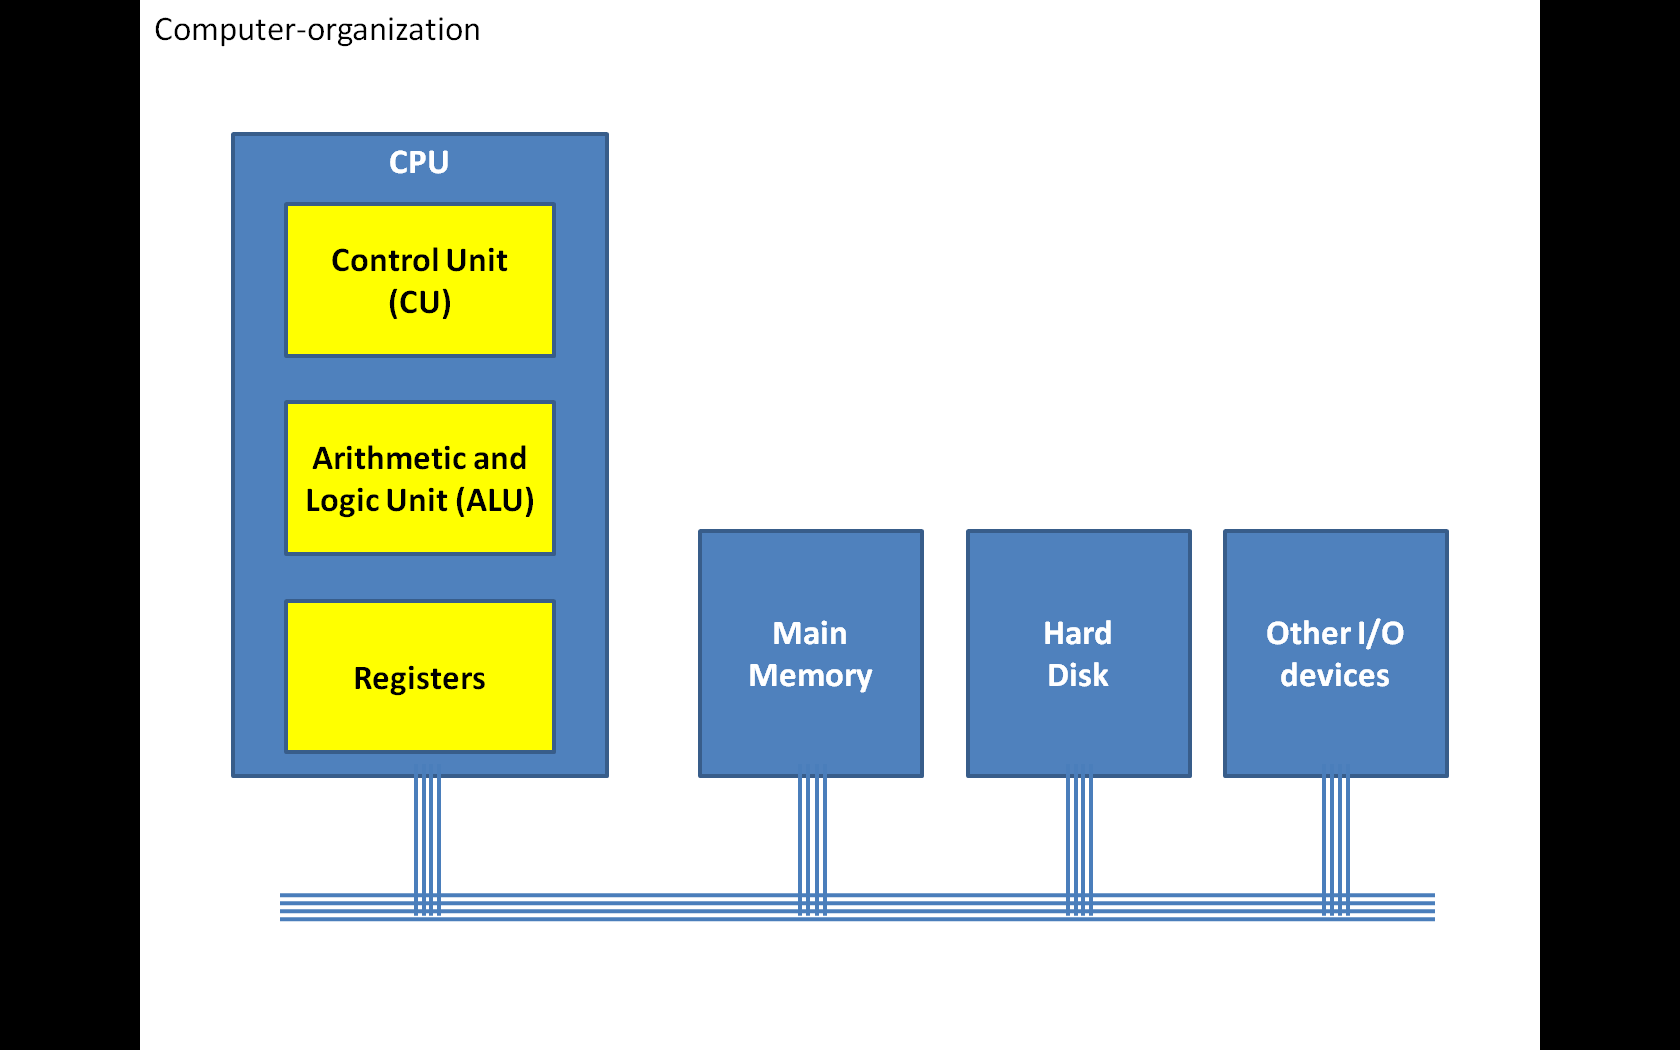 Computer-organization
CPU
Control Unit
(CU)
Arithmetic and
Logic Unit (ALU)
Registers
Main
Memory
Hard
Disk
Other I/O
devices